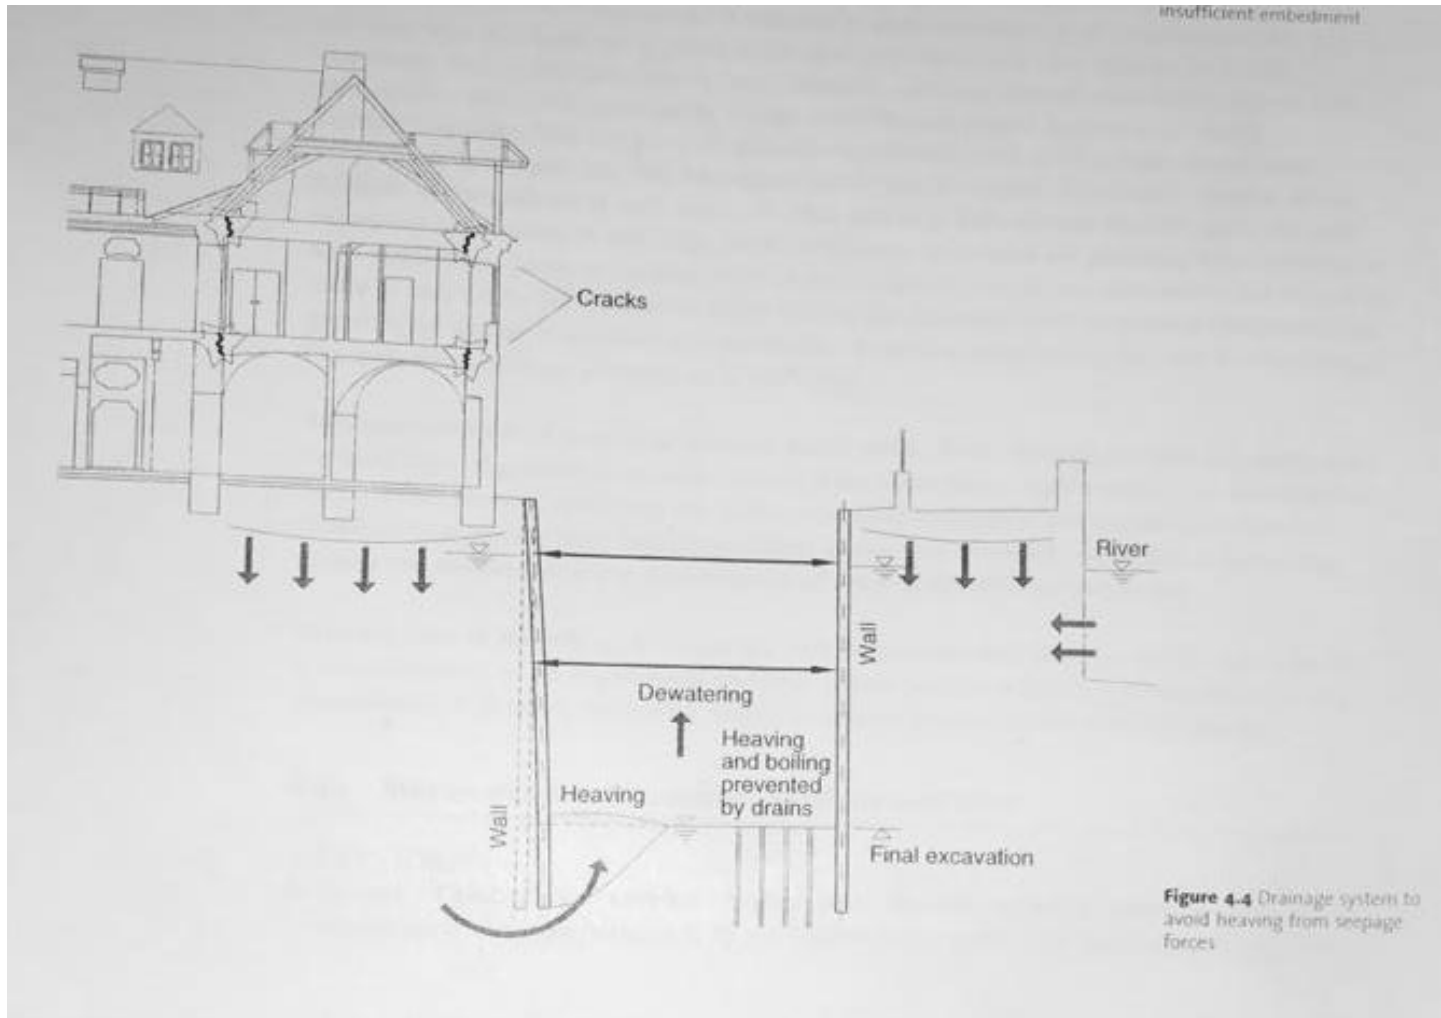 insufficient embedment
Cracks
River
Wall
Dewatering
Heaving
and boiling
prevented
by drains
Heaving
Wall
Final excavation
Figure 4.4 Drainage system to
avoid heaving from seepage
forces